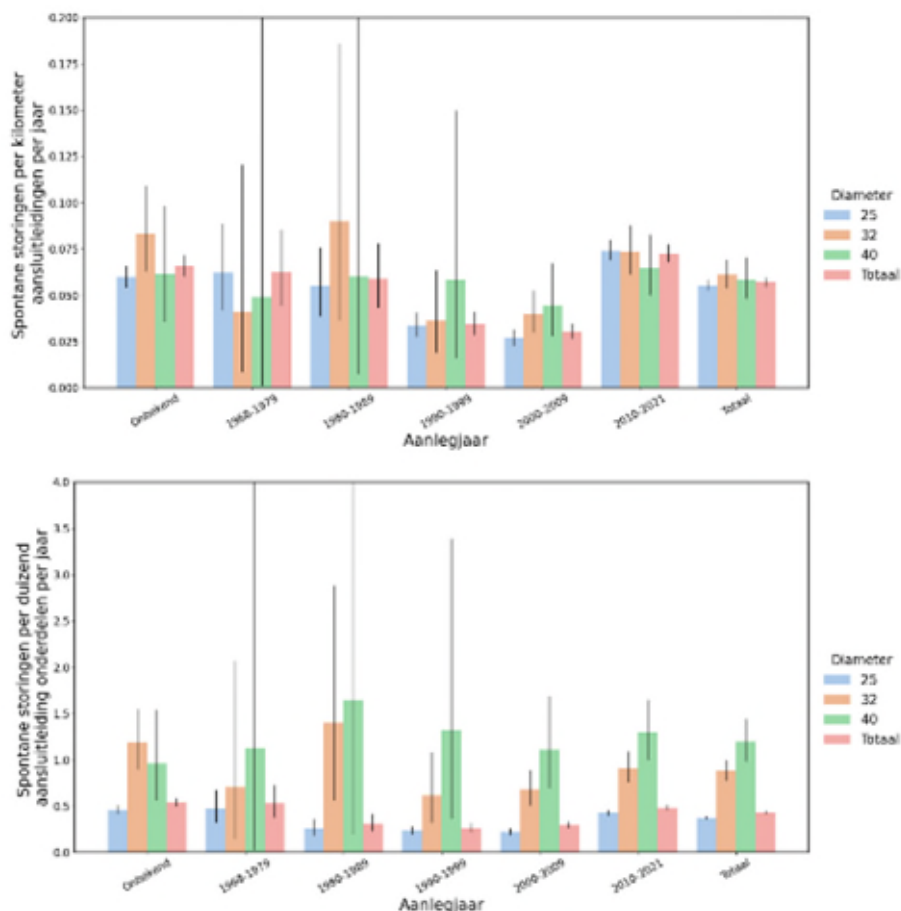 Spontane storingen per kilometer
aansluitleidingen per jaar
0.200
0.175
0.150
0.125
0.100
0.075
0.050
0.025
0.000
Onbekend
1968-1979
1980-1989
1990-1999
2000-2009
2010-2021
Totaal
Aanlegjaar
Diameter
25
32
40
Totaal
Spontane storingen per duizend
aansluitleiding onderdelen per jaar
4.0
3.5
3.0
2.5
2.0
1.5
1.0
0.5
0.0
Onbekend
1968-1979
1980-1989
1990-1999
2000-2009
2010-2021
Totaal
Aanlegjaar
Diameter
25
32
40
Totaal